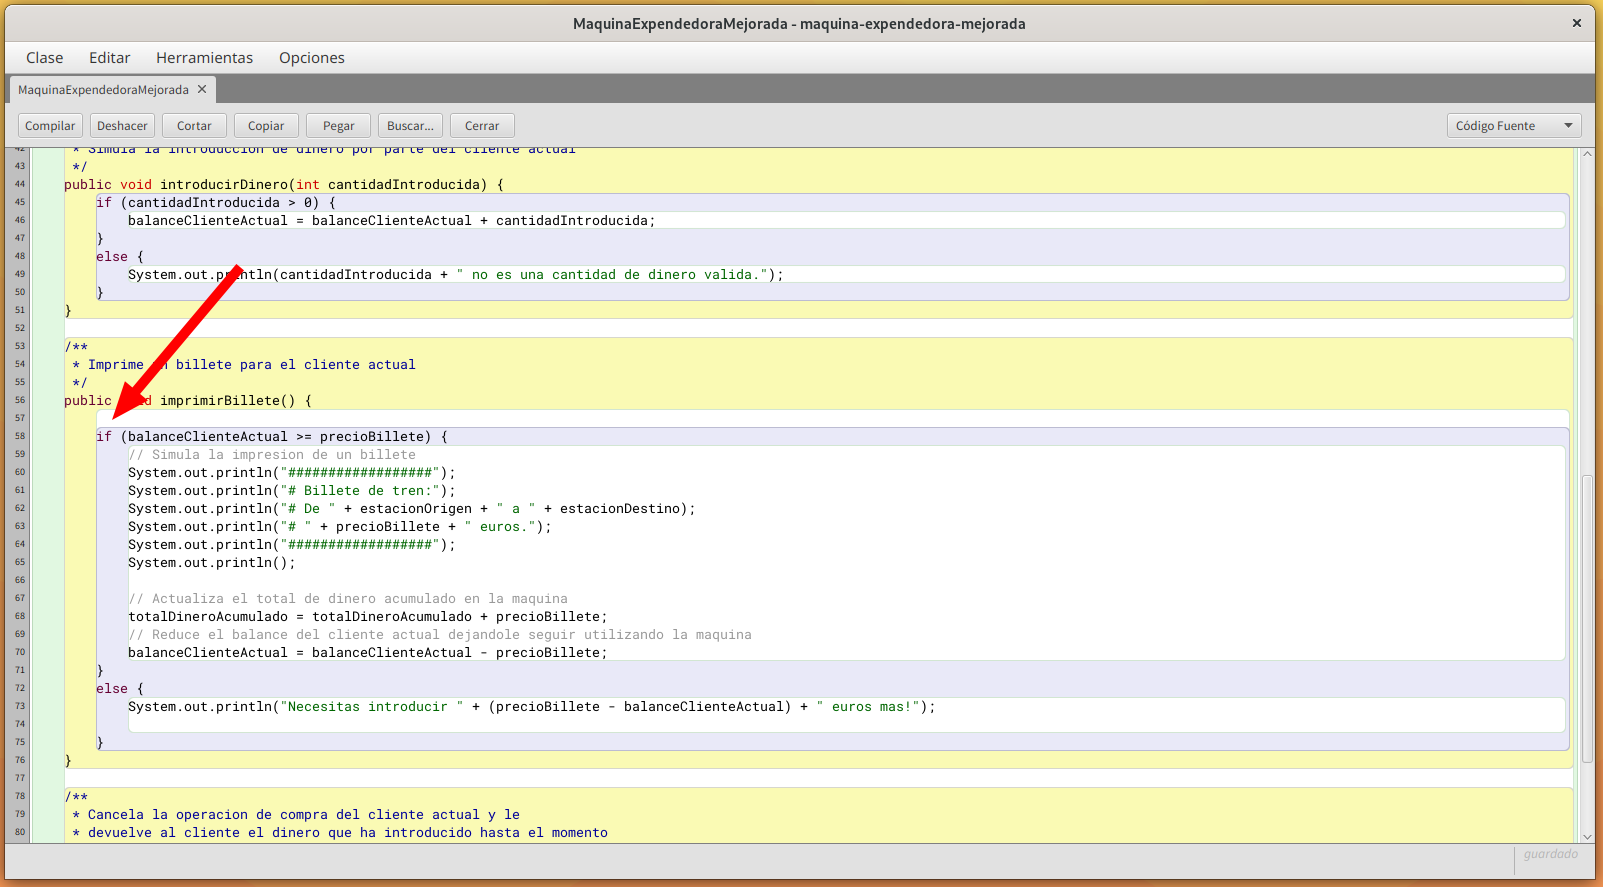 MaquinaExpendedoraMejorada - maquina-expendedora-mejorada
Clase Editar Herramientas Opciones
MaquinaExpendedoraMejorada
Compilar Deshacer Cortar Copiar Pegar Buscar... Cerrar Código Fuente
42 * Simula la introduccion de dinero por parte del cliente actual
43 */
44 public void introducirDinero(int cantidadIntroducida) {
45 if (cantidadIntroducida > 0) {
46 balanceClienteActual = balanceClienteActual + cantidadIntroducida;
47 }
48 else {
49 System.out.println(cantidadIntroducida + " no es una cantidad de dinero valida.");
50 }
51 }
52
53 /**
54 * Imprime un billete para el cliente actual
55 */
56 public void imprimirBillete() {
57
58 if (balanceClienteActual >= precioBillete) {
59 // Simula la impresion de un billete
60 System.out.println("##################");
61 System.out.println("# Billete de tren:");
62 System.out.println("# De " + estacionOrigen + " a " + estacionDestino);
63 System.out.println("# " + precioBillete + " euros.");
64 System.out.println("##################");
65 System.out.println();
66
67 // Actualiza el total de dinero acumulado en la maquina
68 totalDineroAcumulado = totalDineroAcumulado + precioBillete;
69 // Reduce el balance del cliente actual dejandole seguir utilizando la maquina
70 balanceClienteActual = balanceClienteActual - precioBillete;
71 }
72 else {
73 System.out.println("Necesitas introducir " + (precioBillete - balanceClienteActual) + " euros mas!");
74
75 }
76 }
77
78 /**
79 * Cancela la operacion de compra del cliente actual y le
80 * devuelve al cliente el dinero que ha introducido hasta el momento
guardado